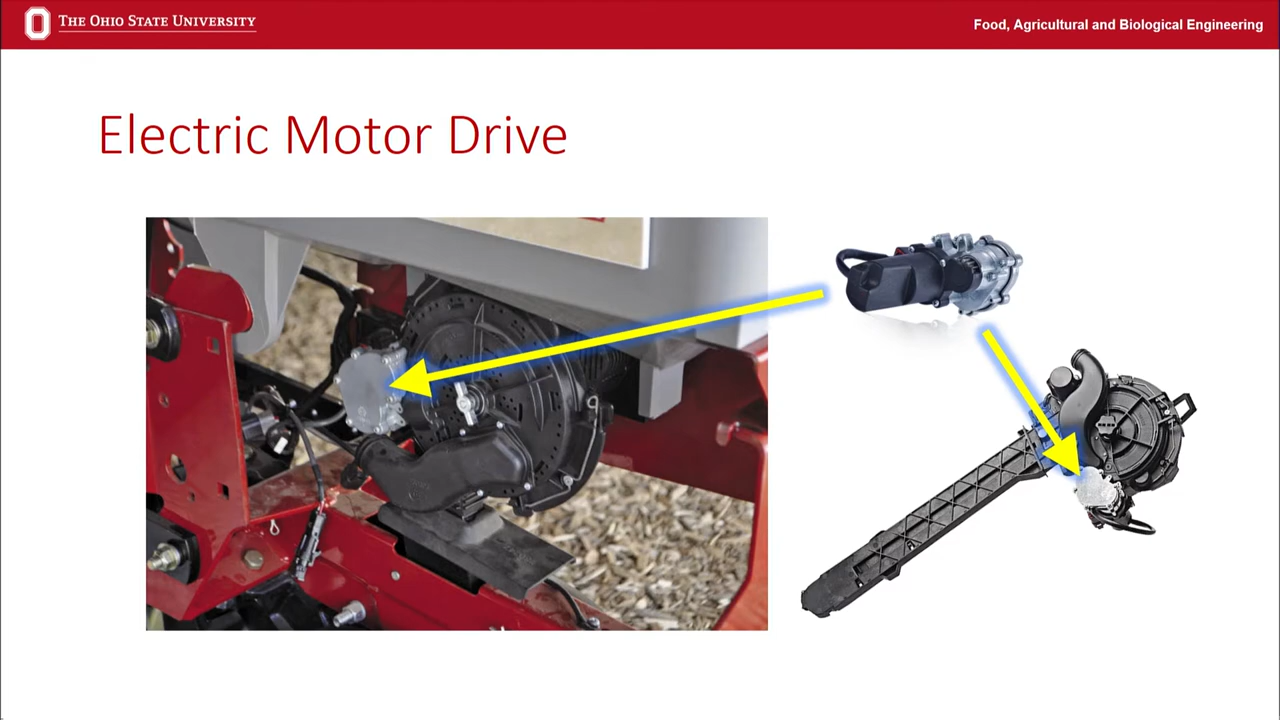 THE OHIO STATE UNIVERSITY
Food, Agricultural and Biological Engineering
Electric Motor Drive